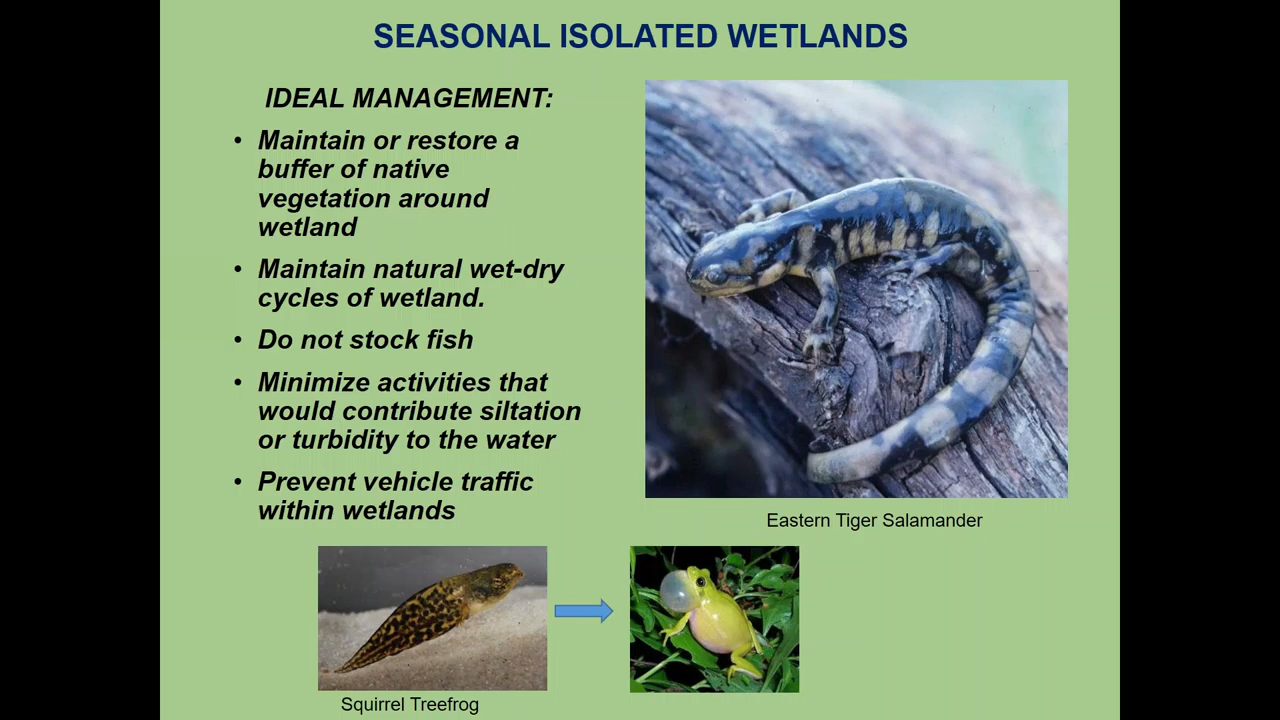 SEASONAL ISOLATED WETLANDS
IDEAL MANAGEMENT:
• Maintain or restore a
buffer of native
vegetation around
wetland
• Maintain natural wet-dry
cycles of wetland.
• Do not stock fish
• Minimize activities that
would contribute siltation
or turbidity to the water
• Prevent vehicle traffic
within wetlands
Eastern Tiger Salamander
Squirrel Treefrog